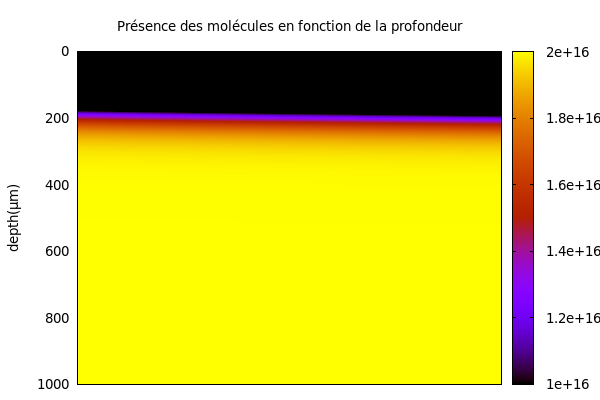 Présence des molécules en fonction de la profondeur
0
200
400
600
800
1000
depth(μm)
2e+16
1.8e+16
1.6e+16
1.4e+16
1.2e+16
1e+16